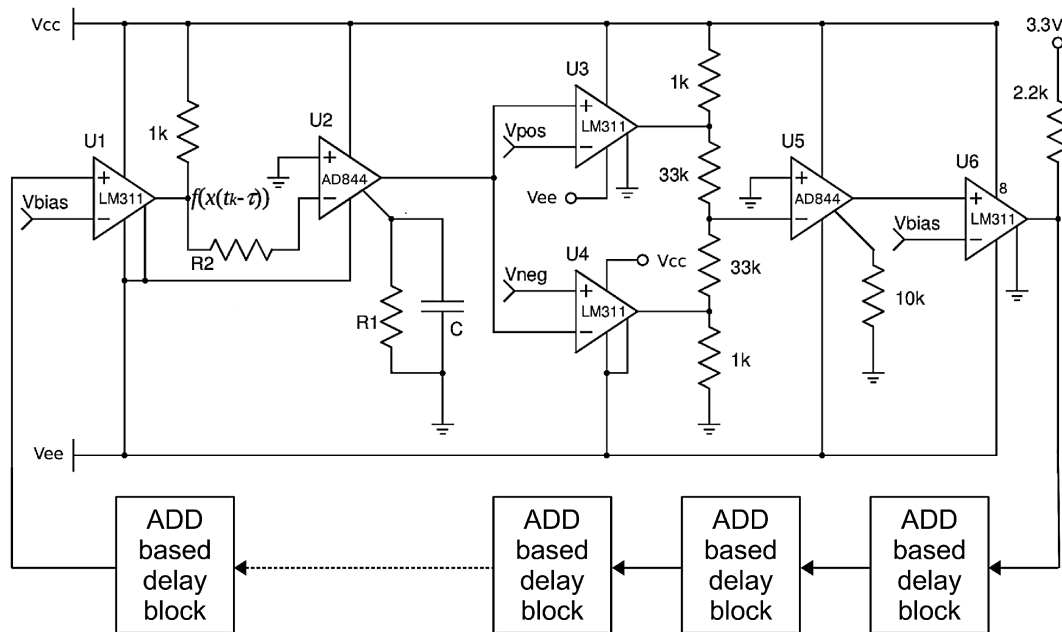 Vcc
3.3V
U3
2.2k
1k
U2
U1
1k
Vpos
LM311
U5
33k
U6
AD844
8
LM311
f(x(tk-τ))
Vee
AD844
LM311
Vbias
Vbias
U4
Vcc
R2
Vneg
33k
LM311
10k
R1
C
1k
Vee
ADD
based
delay
block
ADD
based
delay
block
ADD
based
delay
block
ADD
based
delay
block